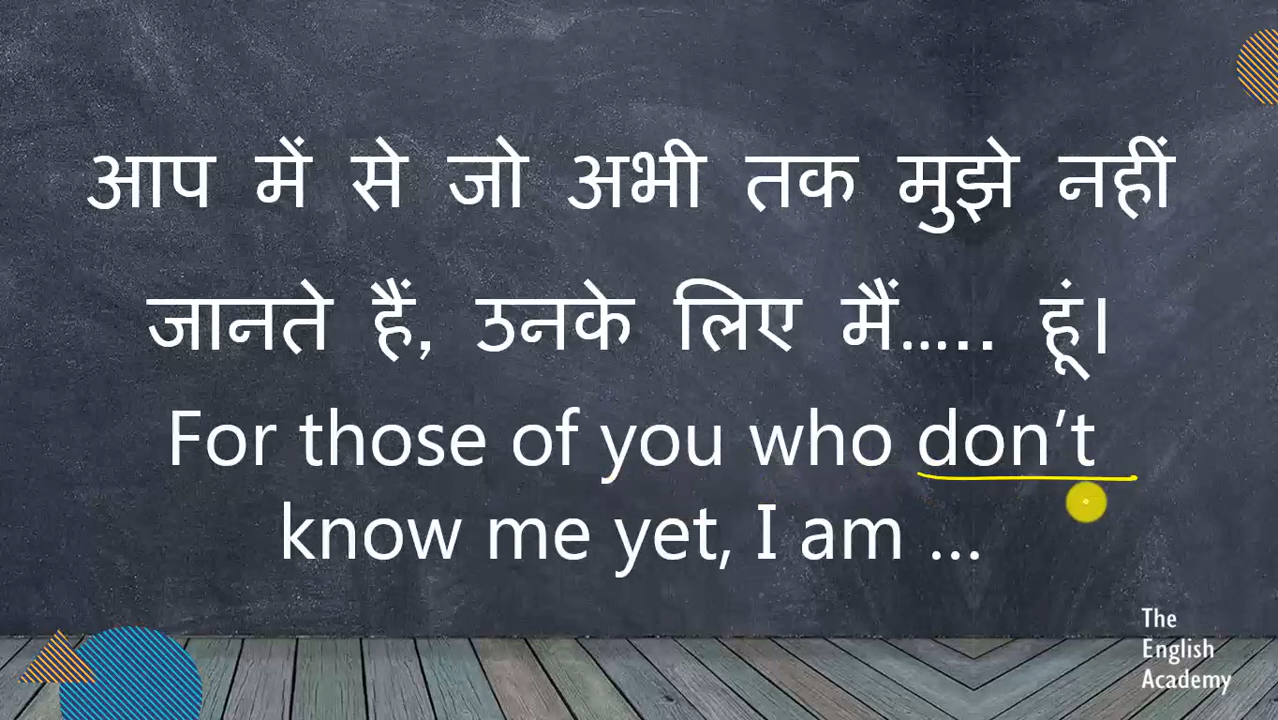 आप में से जो अभी तक मुझे नहीं
जानते हैं, उनके लिए मैं..... हूं।
For those of you who don’t
know me yet, I am ...
The
English
Academy